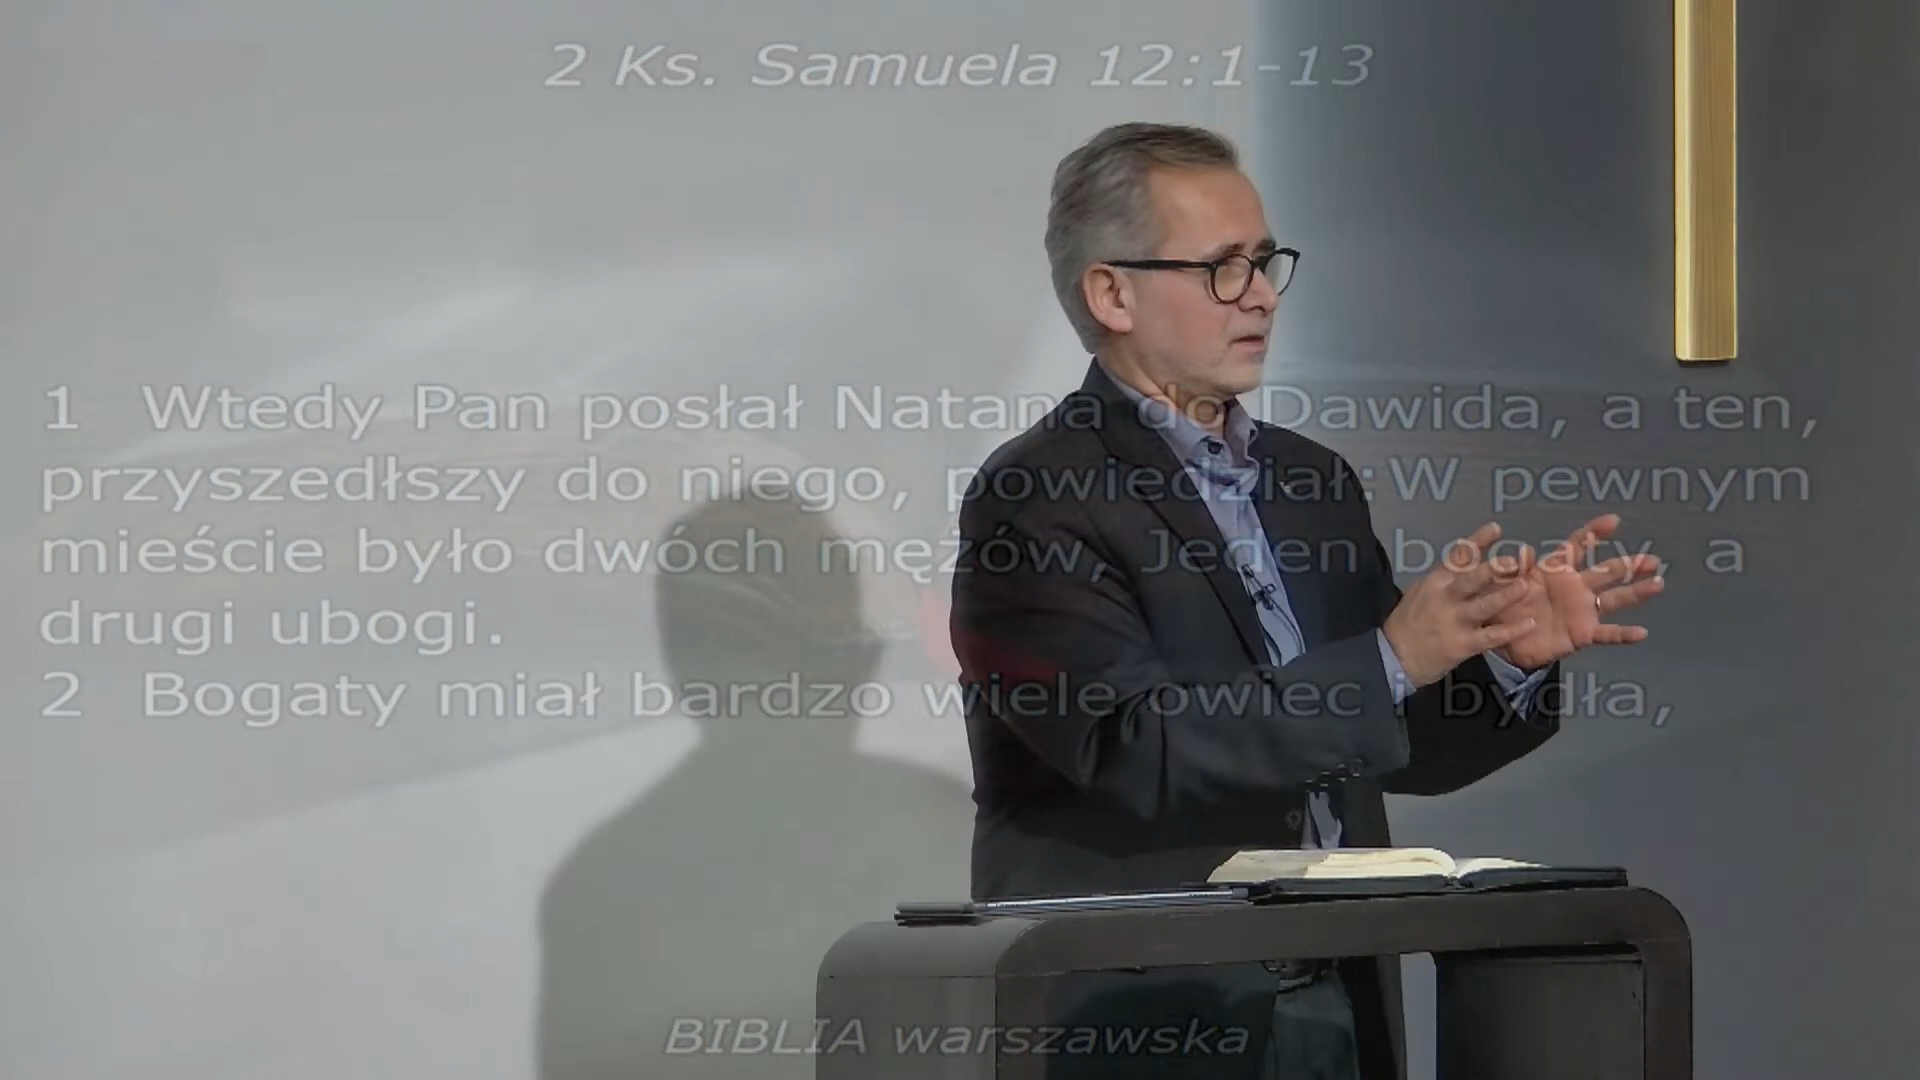 2 Ks. Samuela 12:1-13
1 Wtedy Pan posłał Natana do Dawida, a ten,
przyszedłszy do niego, powiedział: W pewnym
mieście było dwóch mężów, Jeden bogaty, a
drugi ubogi.
2 Bogaty miał bardzo wiele owiec i bydła,
BIBLIA warszawska